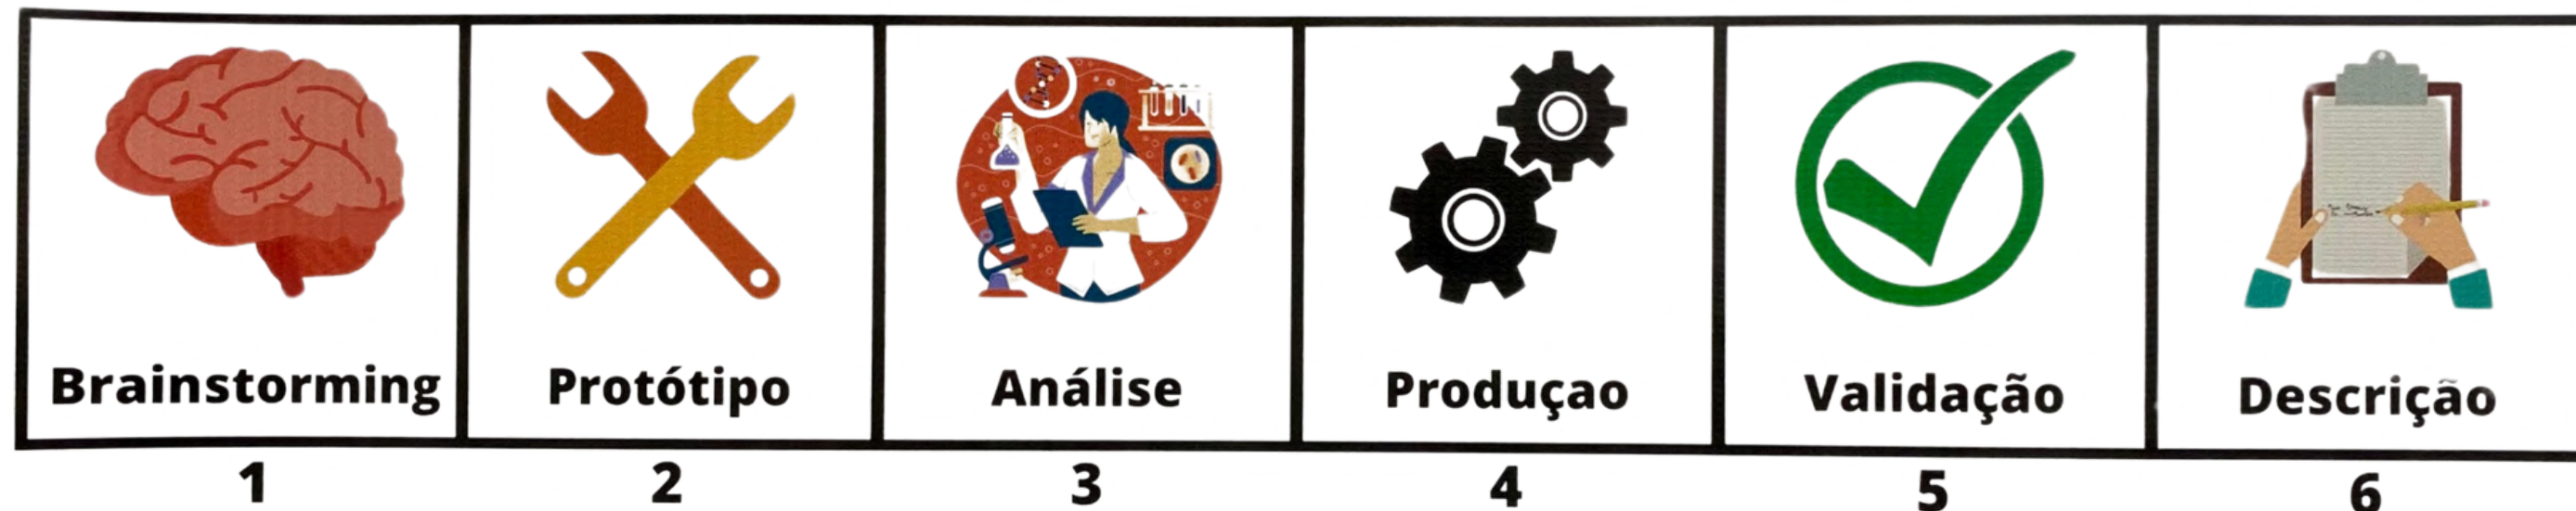 Brainstorming
Protótipo
Análise
Produçao
Validação
Descrição
1
2
3
4
5
6